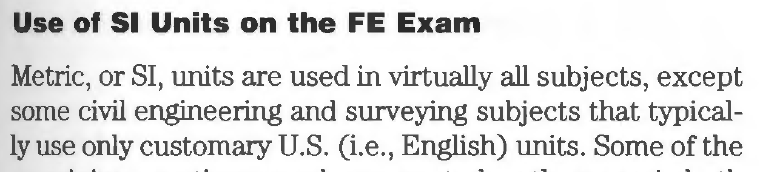 Use of SI Units on the FE Exam
Metric, or SI, units are used in virtually all subjects, except
some civil engineering and surveying subjects that typical-
ly use only customary U.S. (i.e., English) units. Some of the